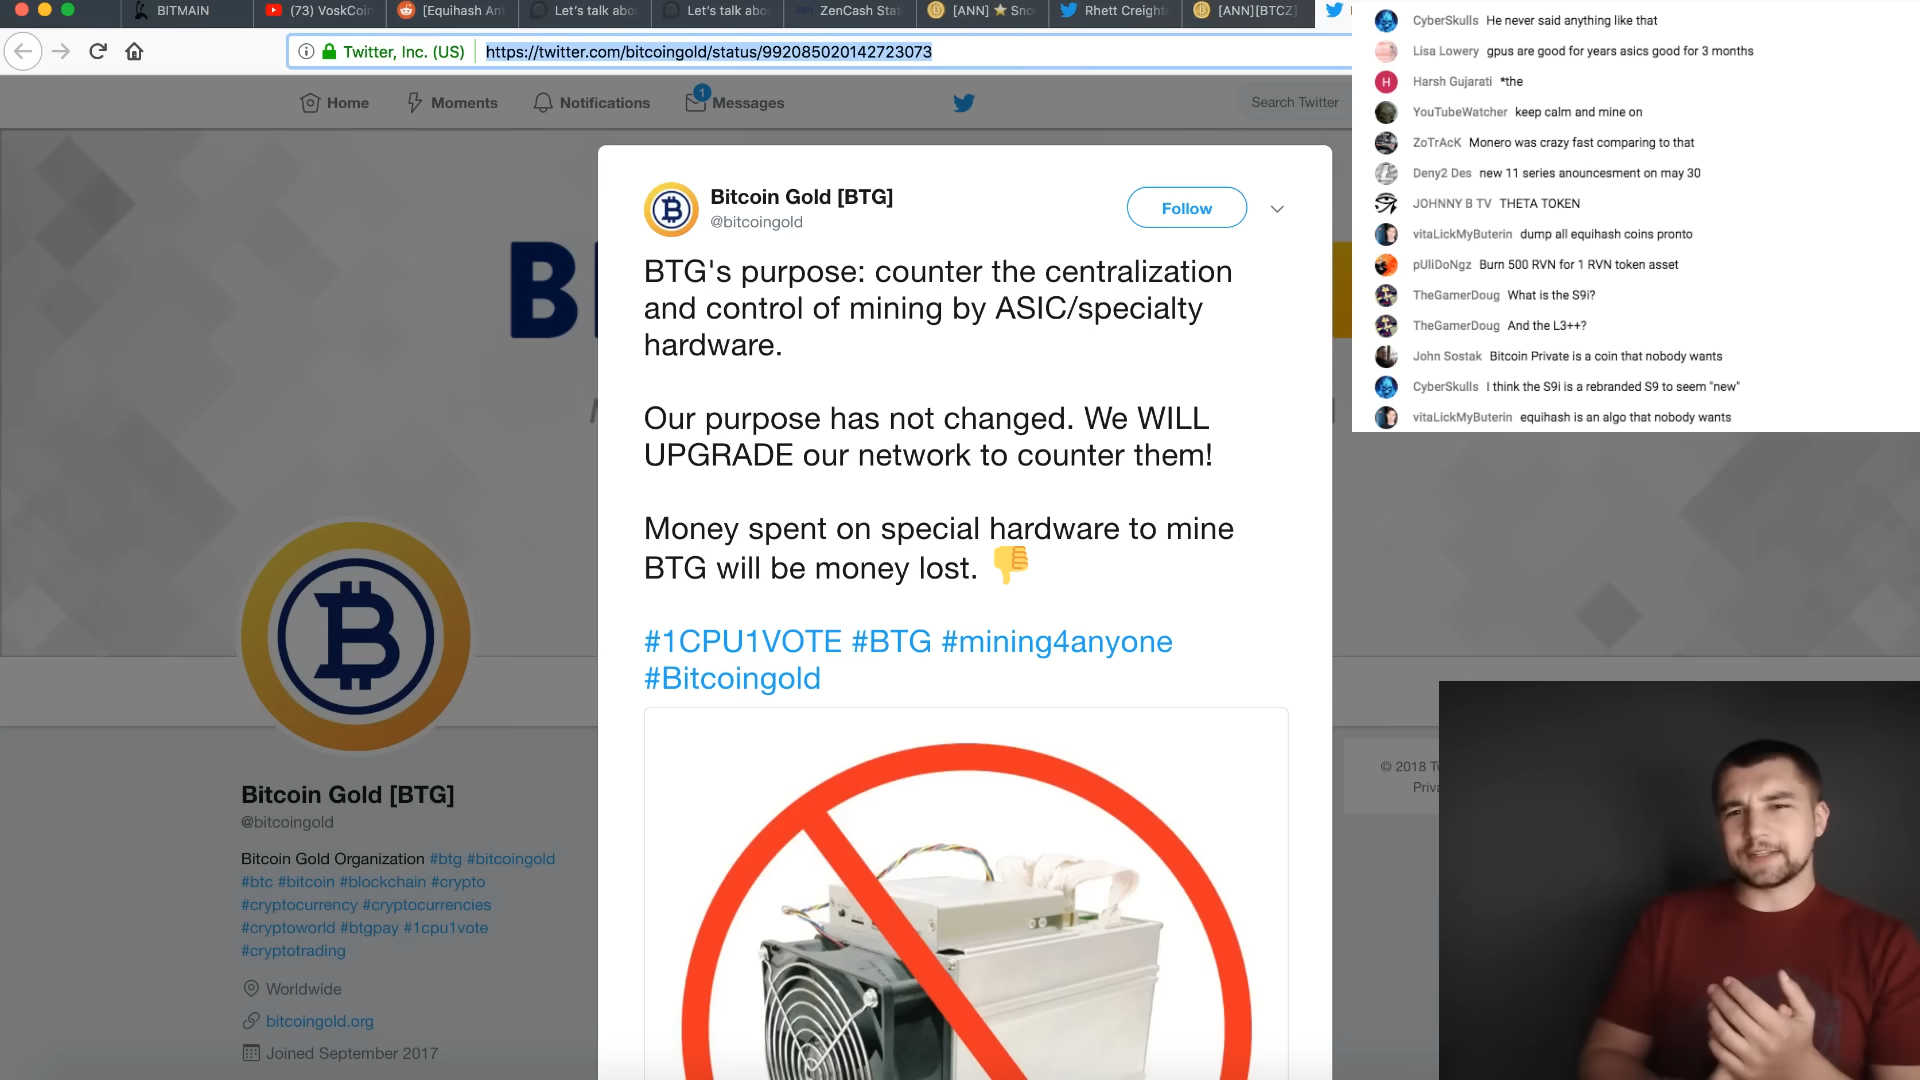 BITMAIN
(73) VoskCoin
[Equihash An
Let's talk abo
Let's talk abo
ZenCash Stat
[ANN] ⭐ Sno
Rhett Creight
[ANN][BTCZ]
Twitter, Inc. (US)
https://twitter.com/bitcoingold/status/992085020142723073
Home
Moments
Notifications
1
Messages
Search Twitter
Bitcoin Gold [BTG]
@bitcoingold
Follow
BTG's purpose: counter the centralization
and control of mining by ASIC/specialty
hardware.
Our purpose has not changed. We WILL
UPGRADE our network to counter them!
Money spent on special hardware to mine
BTG will be money lost. 👎
#1CPU1VOTE #BTG #mining4anyone
#Bitcoingold
Bitcoin Gold [BTG]
@bitcoingold
Bitcoin Gold Organization #btg #bitcoingold
#btc #bitcoin #blockchain #crypto
#cryptocurrency #cryptocurrencies
#cryptoworld #btgpay #1cpu1vote
#cryptotrading
Worldwide
bitcoingold.org
Joined September 2017
© 2018 Tw
Priva
CyberSkulls He never said anything like that
Lisa Lowery gpus are good for years asics good for 3 months
H Harsh Gujarati *the
YouTubeWatcher keep calm and mine on
ZoTrAcK Monero was crazy fast comparing to that
Deny2 Des new 11 series anouncesment on may 30
JOHNNY B TV THETA TOKEN
vitaLickMyButerin dump all equihash coins pronto
pUliDoNgz Burn 500 RVN for 1 RVN token asset
TheGamerDoug What is the S9i?
TheGamerDoug And the L3++?
John Sostak Bitcoin Private is a coin that nobody wants
CyberSkulls I think the S9i is a rebranded S9 to seem "new"
vitaLickMyButerin equihash is an algo that nobody wants